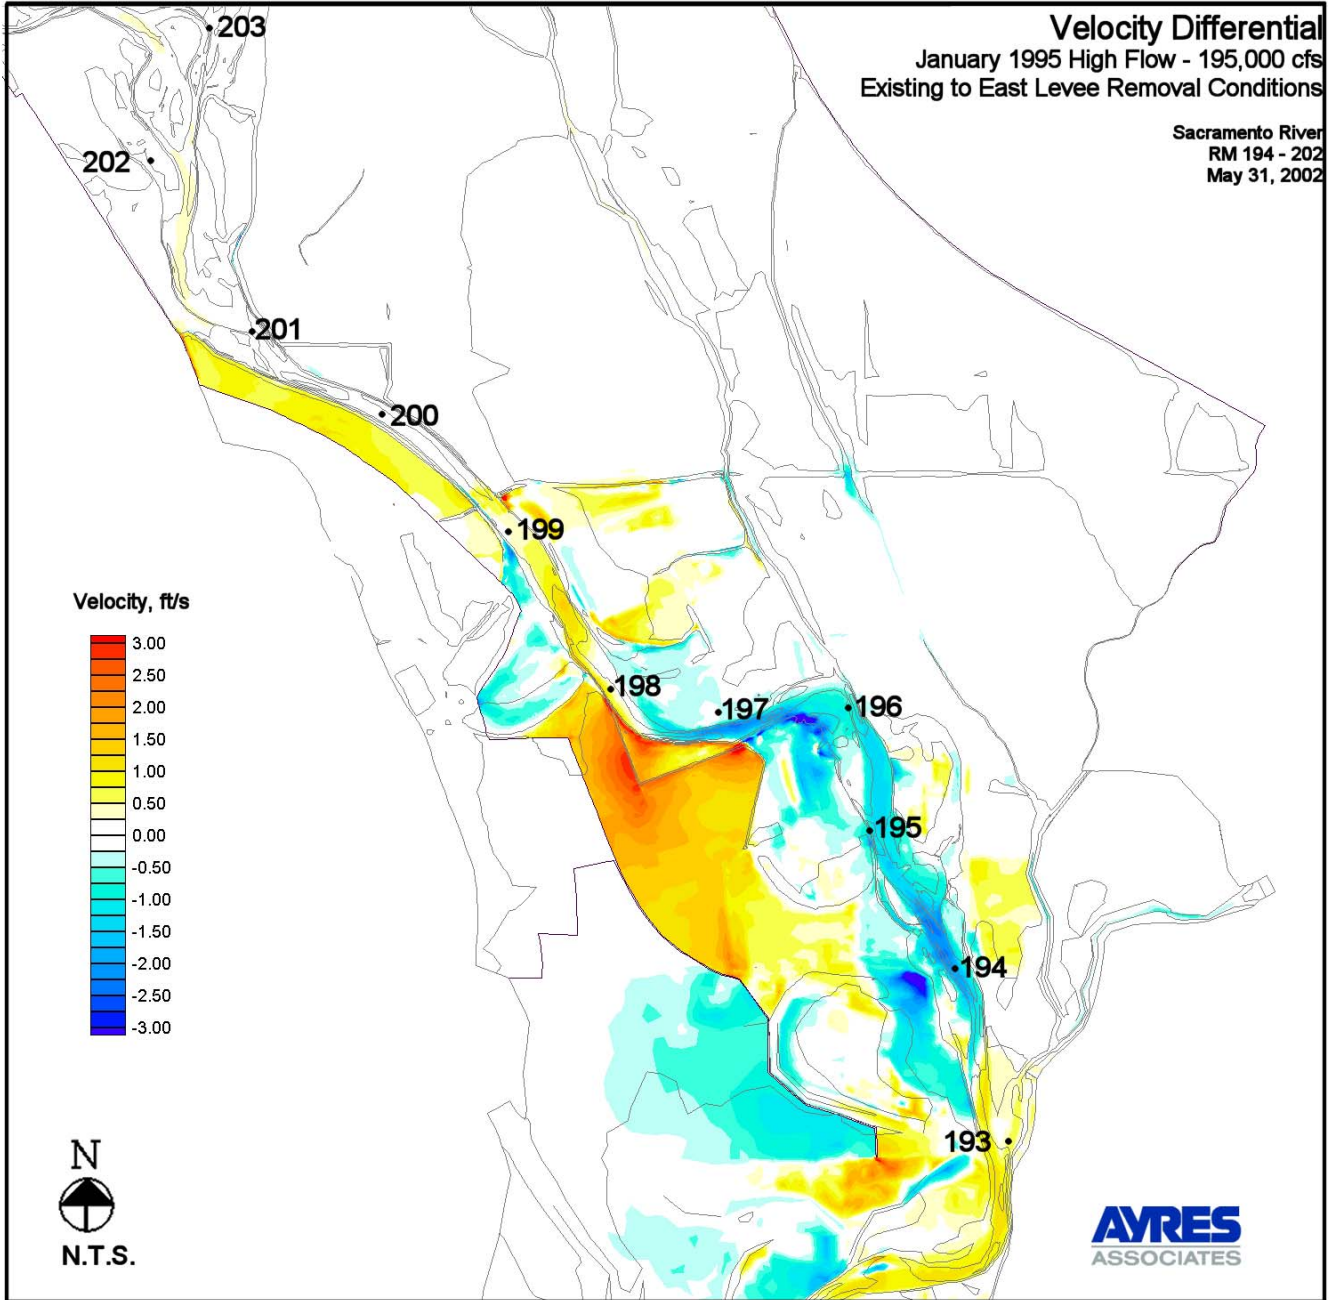 Velocity Differential
January 1995 High Flow - 195,000 cfs
Existing to East Levee Removal Conditions
Sacramento River
RM 194 - 202
May 31, 2002
203
202
201
200
199
198
197
196
195
194
193
Velocity, ft/s
3.00
2.50
2.00
1.50
1.00
0.50
0.00
-0.50
-1.00
-1.50
-2.00
-2.50
-3.00
N
N.T.S.
AYRES
ASSOCIATES